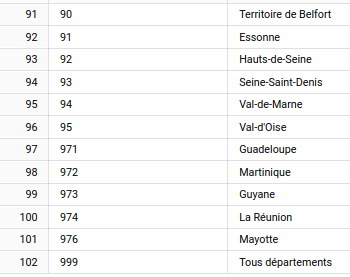 91 90 Territoire de Belfort
92 91 Essonne
93 92 Hauts-de-Seine
94 93 Seine-Saint-Denis
95 94 Val-de-Marne
96 95 Val-d'Oise
97 971 Guadeloupe
98 972 Martinique
99 973 Guyane
100 974 La Réunion
101 976 Mayotte
102 999 Tous départements